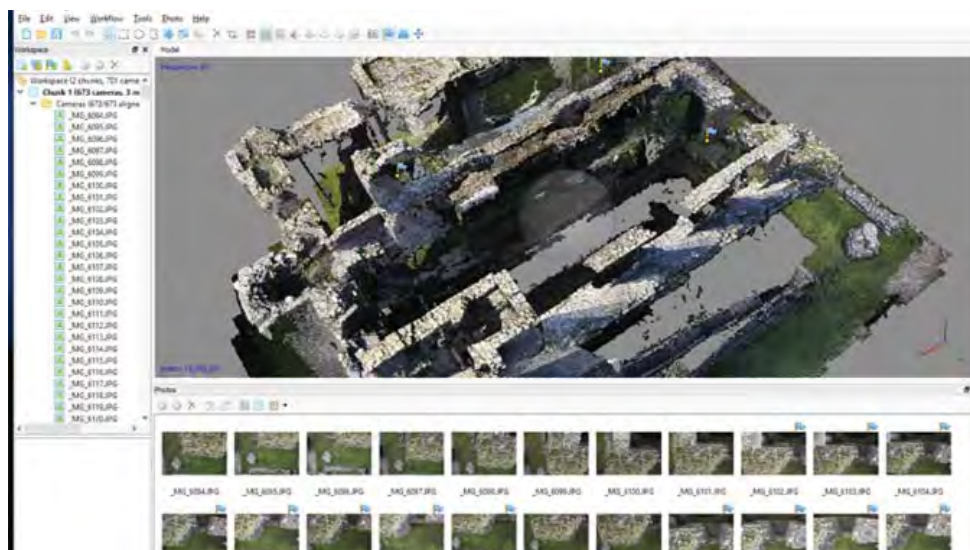 File Edit View Workflow Tools Photo Help
Workspace
Model
Workspace (2 chunks, 701 came
Chunk 1 (673 cameras, 3 m
Cameras (673/673 aligne
_MG_6094.JPG
_MG_6095.JPG
_MG_6096.JPG
_MG_6097.JPG
_MG_6098.JPG
_MG_6099.JPG
_MG_6100.JPG
_MG_6101.JPG
_MG_6102.JPG
_MG_6103.JPG
_MG_6104.JPG
_MG_6105.JPG
_MG_6106.JPG
_MG_6107.JPG
_MG_6108.JPG
_MG_6109.JPG
_MG_6110.JPG
_MG_6111.JPG
_MG_6112.JPG
_MG_6113.JPG
_MG_6114.JPG
_MG_6115.JPG
_MG_6116.JPG
_MG_6117.JPG
_MG_6118.JPG
_MG_6119.JPG
_MG_6120.JPG
Photos
_MG_6094.JPG _MG_6095.JPG _MG_6096.JPG _MG_6097.JPG _MG_6098.JPG _MG_6099.JPG _MG_6100.JPG _MG_6101.JPG _MG_6102.JPG _MG_6103.JPG _MG_6104.JPG